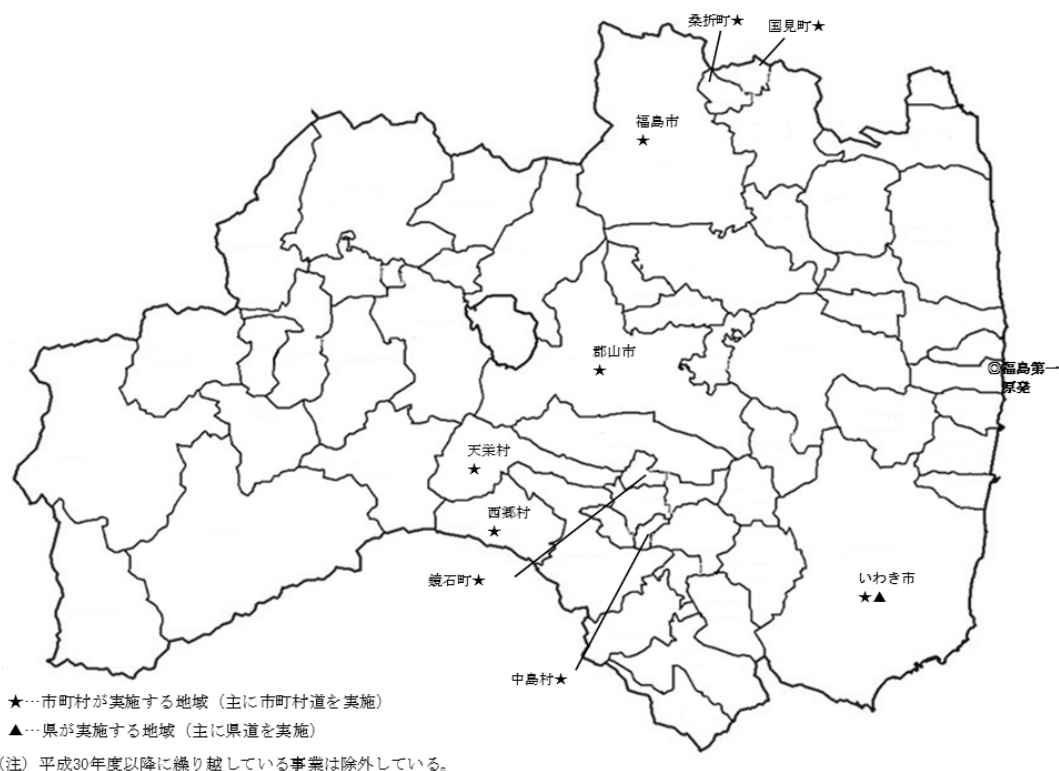 桑折町★
国見町★
福島市
★
郡山市
★
◎福島第一
原発
天栄村
★
西郷村
★
鏡石町★
いわき市
★▲
中島村★
★…市町村が実施する地域（主に市町村道を実施）
▲…県が実施する地域（主に県道を実施）
（注）平成30年度以降に繰り越している事業は除外している。